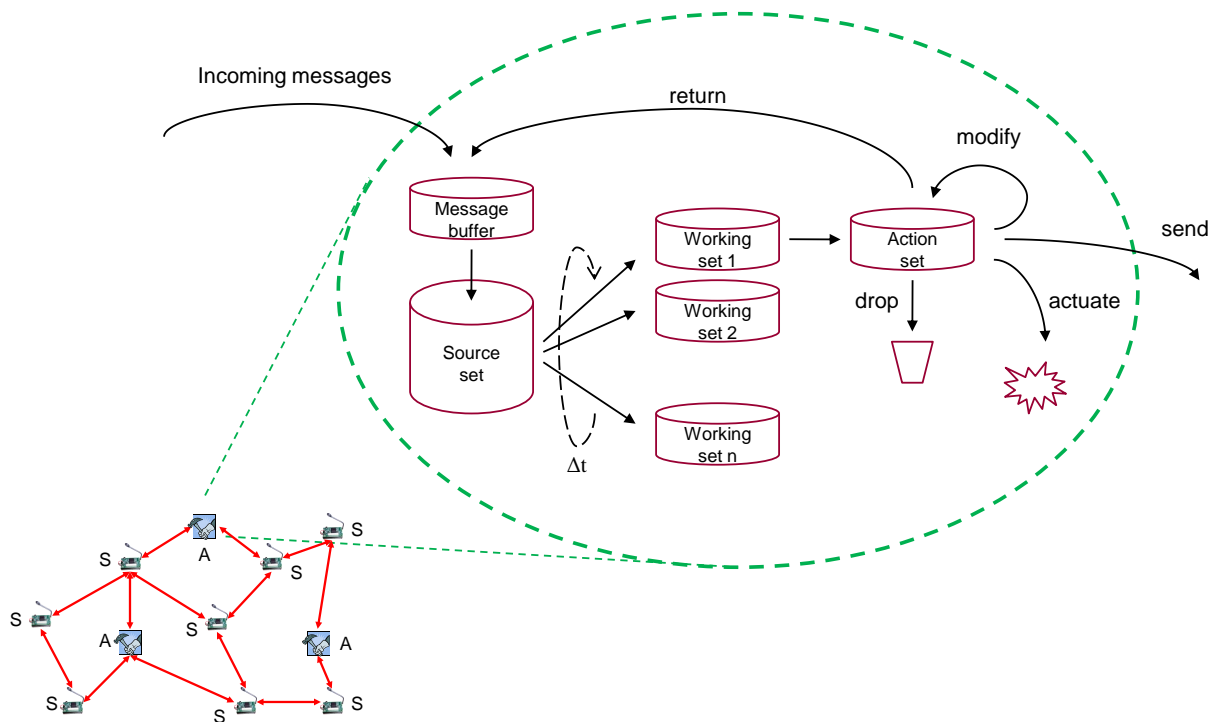 Incoming messages
return
modify
Message
buffer
Working
set 1
Action
set
send
drop
actuate
Working
set 2
Source
set
Working
set n
Δt
S
A
S
S
S
S
A
A
S
S
S